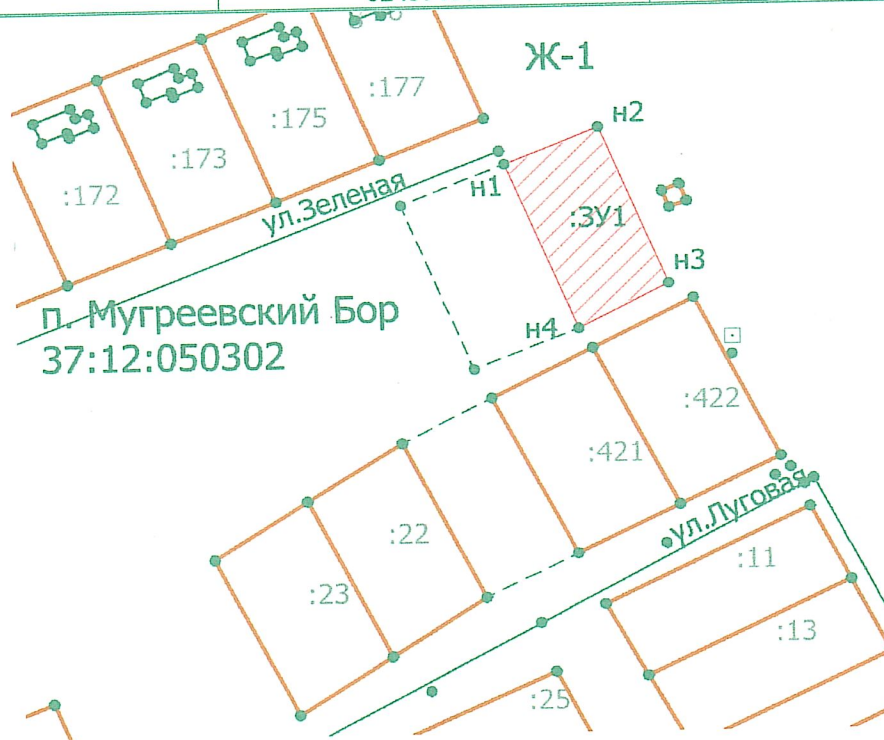 Ж-1
:177
:175
:173
:172
н2
н1
ул.Зеленая
:ЗУ1
н3
п. Мугреевский Бор
н4
37:12:050302
:422
:421
ул.Луговая
:22
:11
:23
:13
:25